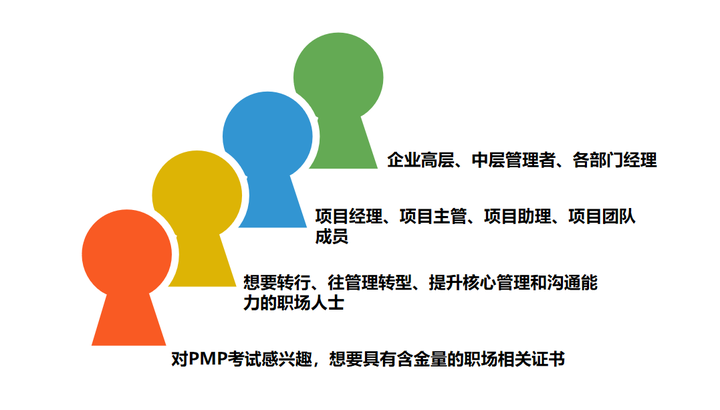 企业高层、中层管理者、各部门经理
项目经理、项目主管、项目助理、项目团队
成员
想要转行、往管理转型、提升核心管理和沟通能
力的职场人士
对PMP考试感兴趣，想要具有含金量的职场相关证书